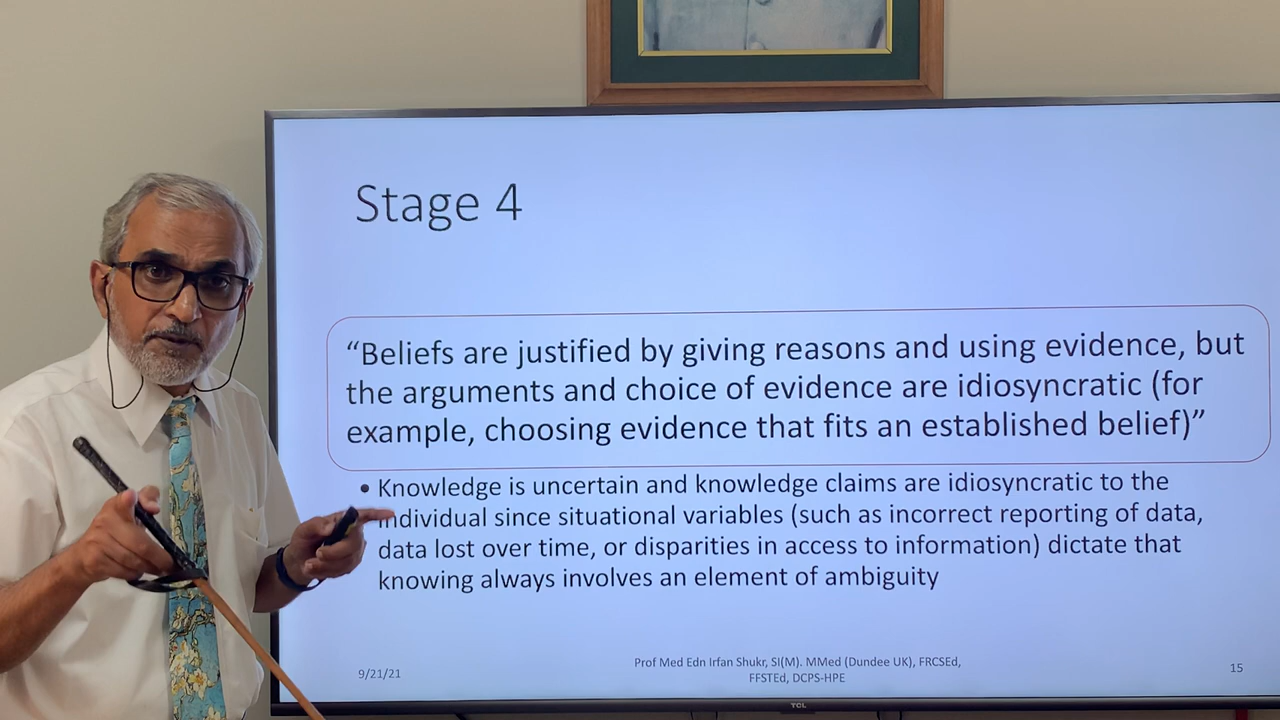 Stage 4
“Beliefs are justified by giving reasons and using evidence, but
the arguments and choice of evidence are idiosyncratic (for
example, choosing evidence that fits an established belief)”
• Knowledge is uncertain and knowledge claims are idiosyncratic to the
individual since situational variables (such as incorrect reporting of data,
data lost over time, or disparities in access to information) dictate that
knowing always involves an element of ambiguity
9/21/21
Prof Med Edn Irfan Shukr, SI(M). MMed (Dundee UK), FRCSEd,
FFSTEd, DCPS-HPE
15
TCL